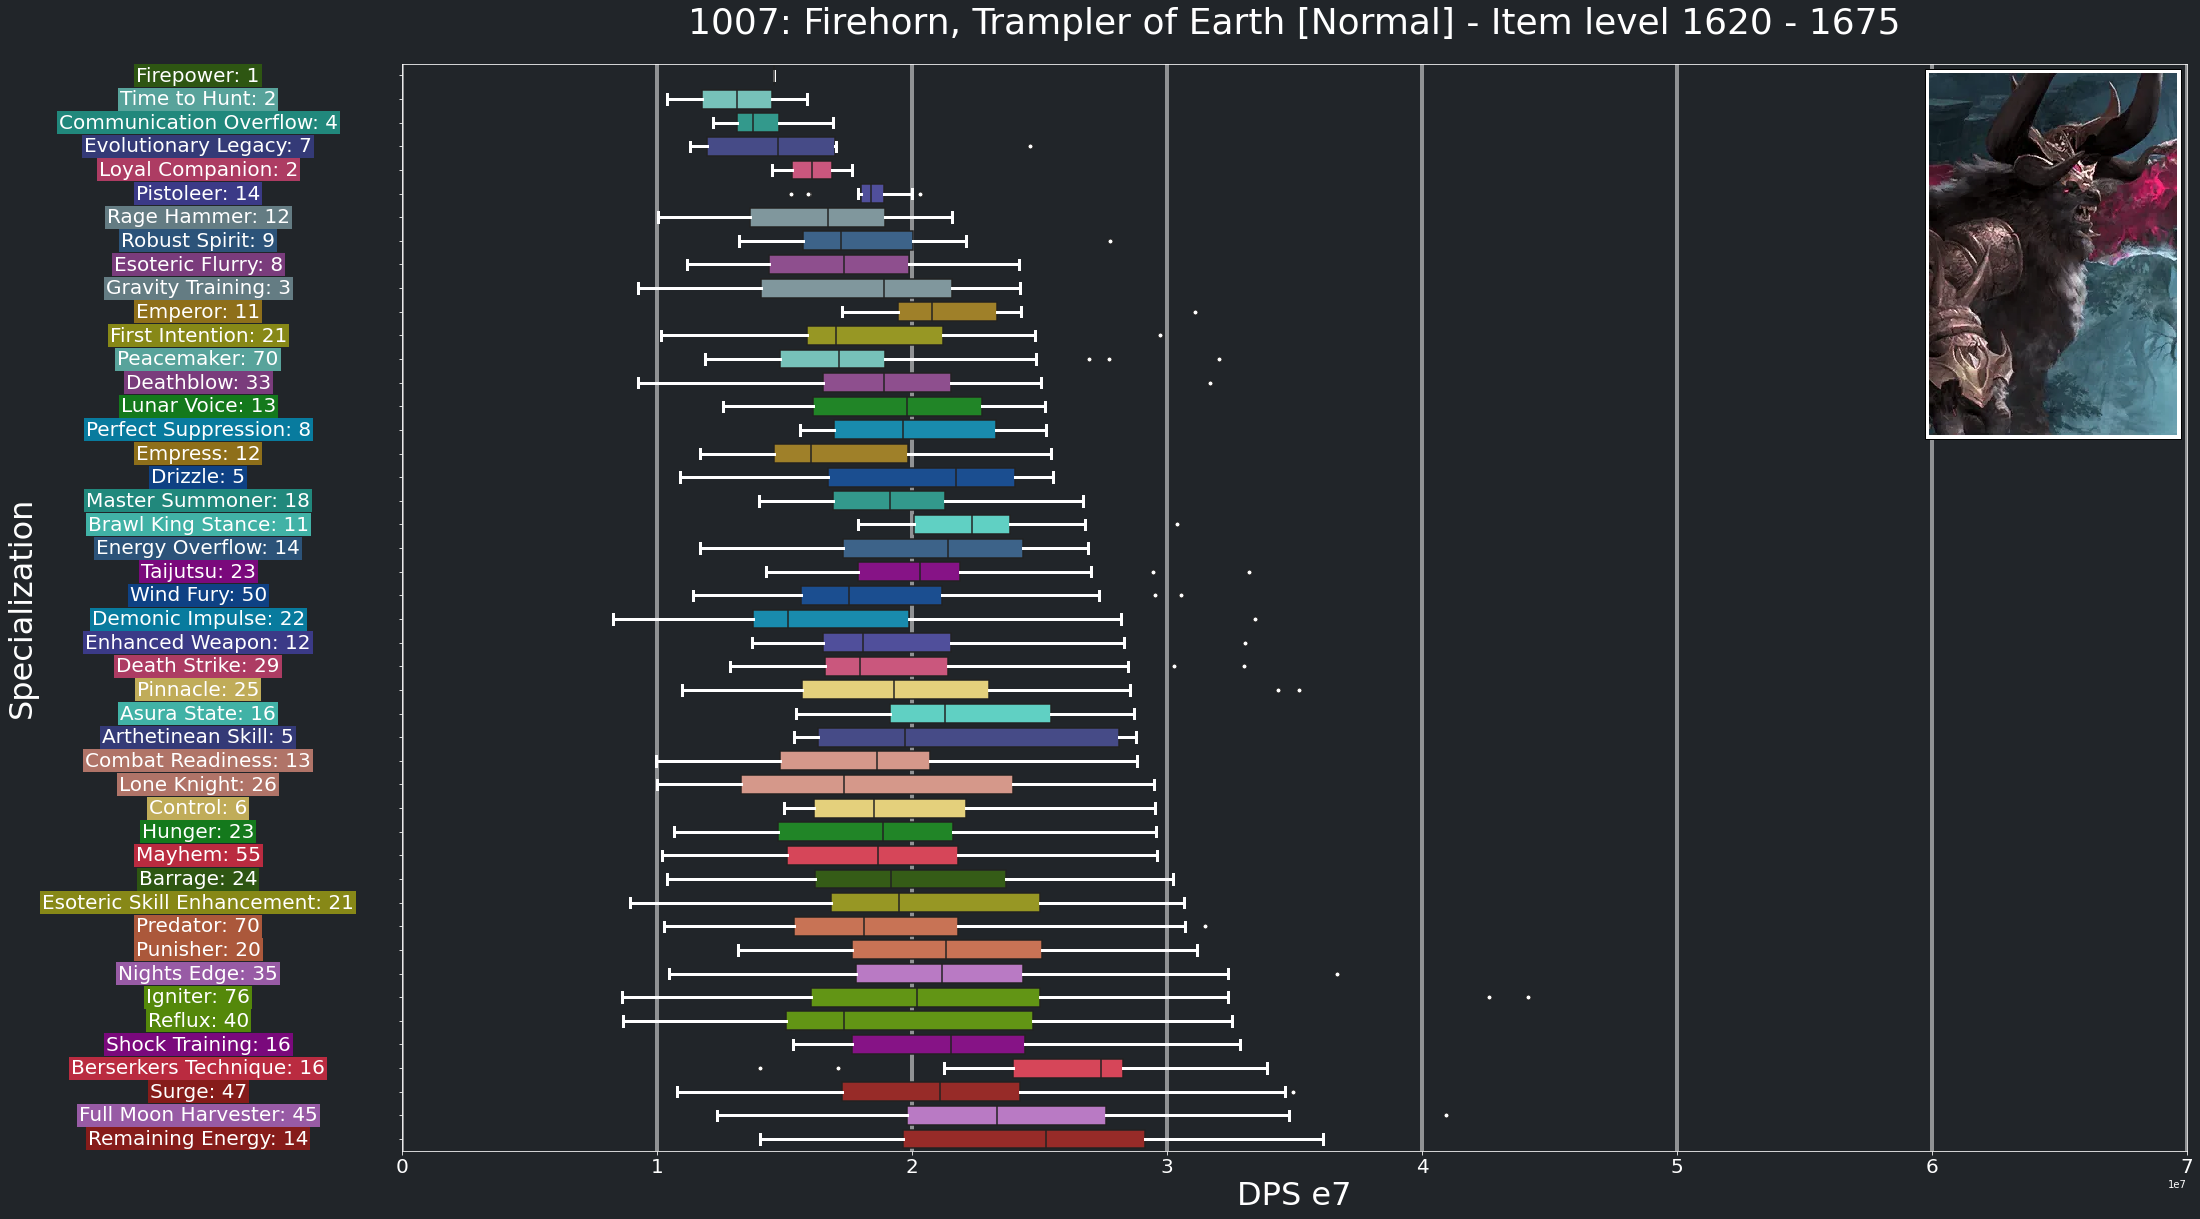 1007: Firehorn, Trampler of Earth [Normal] - Item level 1620 - 1675
Specialization
Firepower: 1
Time to Hunt: 2
Communication Overflow: 4
Evolutionary Legacy: 7
Loyal Companion: 2
Pistoleer: 14
Rage Hammer: 12
Robust Spirit: 9
Esoteric Flurry: 8
Gravity Training: 3
Emperor: 11
First Intention: 21
Peacemaker: 70
Deathblow: 33
Lunar Voice: 13
Perfect Suppression: 8
Empress: 12
Drizzle: 5
Master Summoner: 18
Brawl King Stance: 11
Energy Overflow: 14
Taijutsu: 23
Wind Fury: 50
Demonic Impulse: 22
Enhanced Weapon: 12
Death Strike: 29
Pinnacle: 25
Asura State: 16
Arthetinean Skill: 5
Combat Readiness: 13
Lone Knight: 26
Control: 6
Hunger: 23
Mayhem: 55
Barrage: 24
Esoteric Skill Enhancement: 21
Predator: 70
Punisher: 20
Nights Edge: 35
Igniter: 76
Reflux: 40
Shock Training: 16
Berserkers Technique: 16
Surge: 47
Full Moon Harvester: 45
Remaining Energy: 14
0 1 2 3 4 5 6 7
1e7
DPS e7